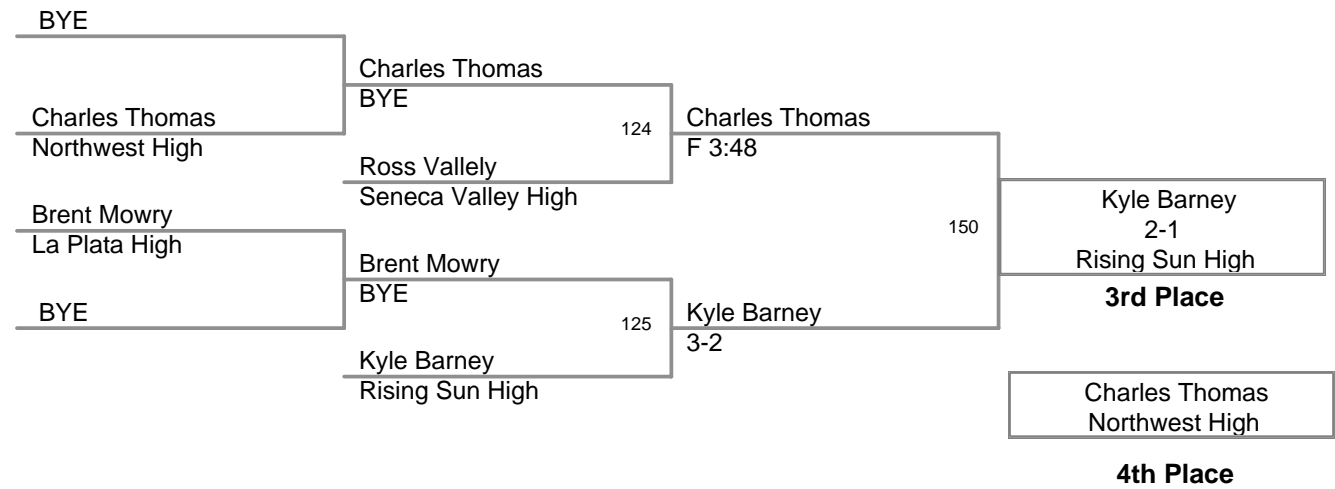 BYE
Charles Thomas
BYE
Charles Thomas
Northwest High
124
Charles Thomas
F 3:48
Ross Vallely
Seneca Valley High
Brent Mowry
La Plata High
150
Kyle Barney
2-1
Rising Sun High
3rd Place
Brent Mowry
BYE
BYE
125
Kyle Barney
3-2
Kyle Barney
Rising Sun High
Charles Thomas
Northwest High
4th Place